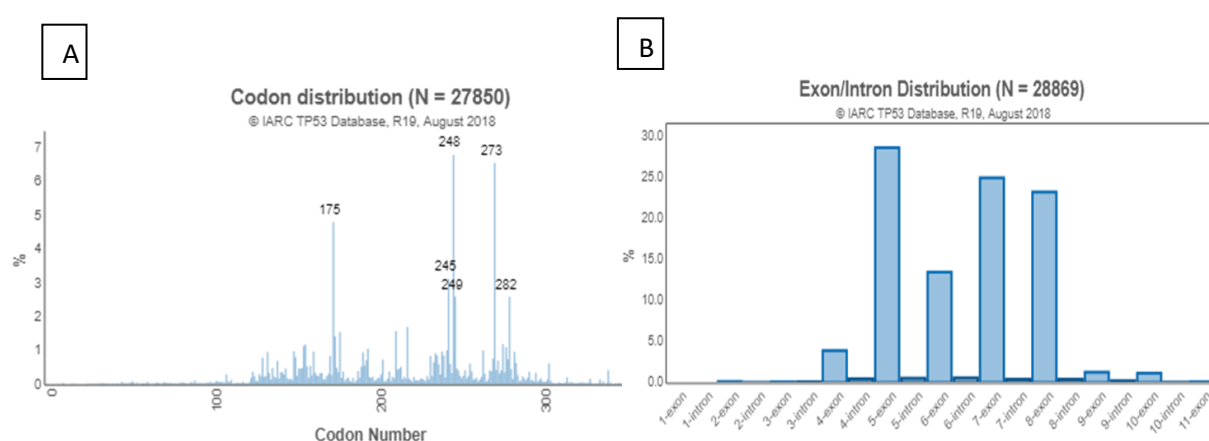 A
Codon distribution (N = 27850)
© IARC TP53 Database, R19, August 2018
7
6
5
4
3
2
1
0
%
175
245
248
249
273
282
0
100
200
300
Codon Number
B
Exon/Intron Distribution (N = 28869)
© IARC TP53 Database, R19, August 2018
30.0
25.0
20.0
15.0
10.0
5.0
0.0
%
1-exon
1-intron
2-exon
2-intron
3-exon
3-intron
4-exon
4-intron
5-exon
5-intron
6-exon
6-intron
7-exon
7-intron
8-exon
8-intron
9-exon
9-intron
10-exon
10-intron
11-exon